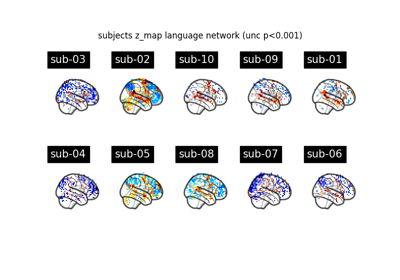 subjects z_map language network (unc p<0.001)
sub-03 sub-02 sub-10 sub-09 sub-01
sub-04 sub-05 sub-08 sub-07 sub-06